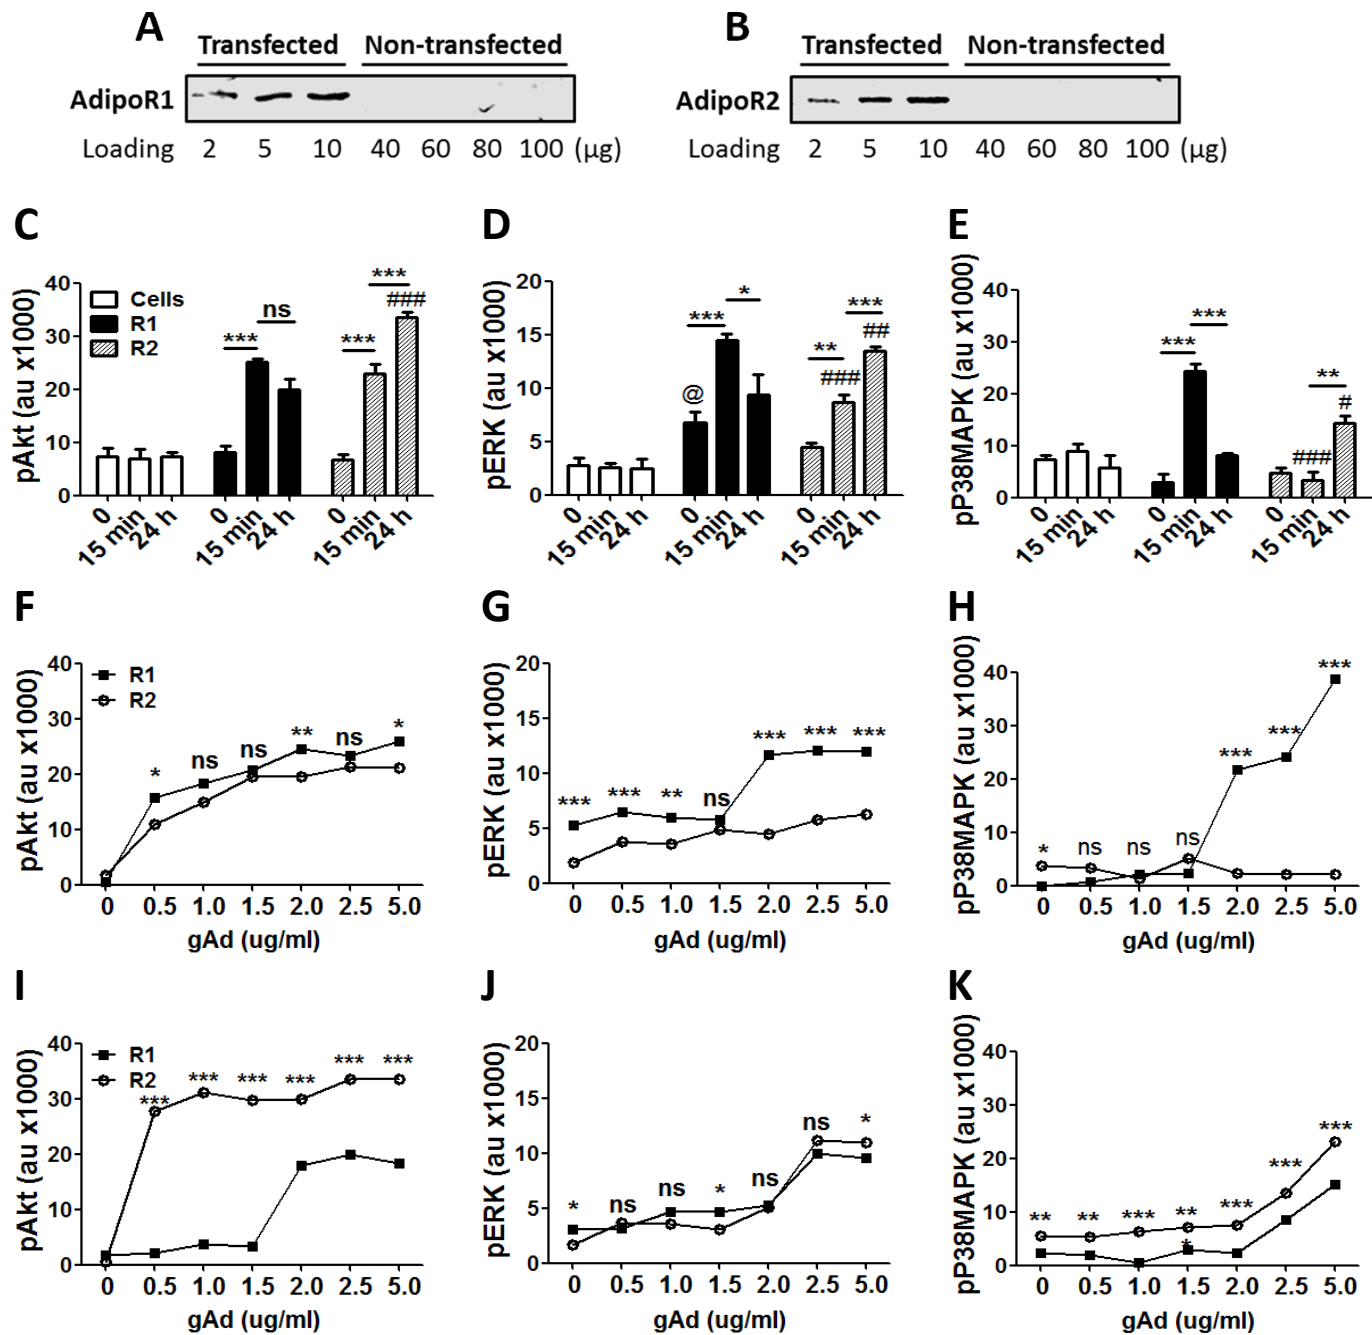 A
B
Transfected Non-transfected
Transfected Non-transfected
AdipoR1
AdipoR2
Loading 2 5 10 40 60 80 100 (µg)
Loading 2 5 10 40 60 80 100 (µg)
C
pAkt (au x1000)
40
30
20
10
0
Cells
R1
R2
***
ns
***
***
###
0 15 min 24 h 0 15 min 24 h 0 15 min 24 h
D
pERK (au x1000)
20
15
10
5
0
@
***
*
**
###
***
##
0 15 min 24 h 0 15 min 24 h 0 15 min 24 h
E
pP38MAPK (au x1000)
40
30
20
10
0
***
***
###
**
#
0 15 min 24 h 0 15 min 24 h 0 15 min 24 h
F
pAkt (au x1000)
40
30
20
10
0
R1
R2
* ns ns ** ns *
0 0.5 1.0 1.5 2.0 2.5 5.0
gAd (ug/ml)
G
pERK (au x1000)
20
15
10
5
0
*** *** ** ns *** *** ***
0 0.5 1.0 1.5 2.0 2.5 5.0
gAd (ug/ml)
H
pP38MAPK (au x1000)
40
30
20
10
0
* ns ns ns *** *** ***
0 0.5 1.0 1.5 2.0 2.5 5.0
gAd (ug/ml)
I
pAkt (au x1000)
40
30
20
10
0
R1
R2
*** *** *** *** *** ***
0 0.5 1.0 1.5 2.0 2.5 5.0
gAd (ug/ml)
J
pERK (au x1000)
20
15
10
5
0
* ns ns * ns ns *
0 0.5 1.0 1.5 2.0 2.5 5.0
gAd (ug/ml)
K
pP38MAPK (au x1000)
40
30
20
10
0
** ** *** ** *** *** ***
*
0 0.5 1.0 1.5 2.0 2.5 5.0
gAd (ug/ml)